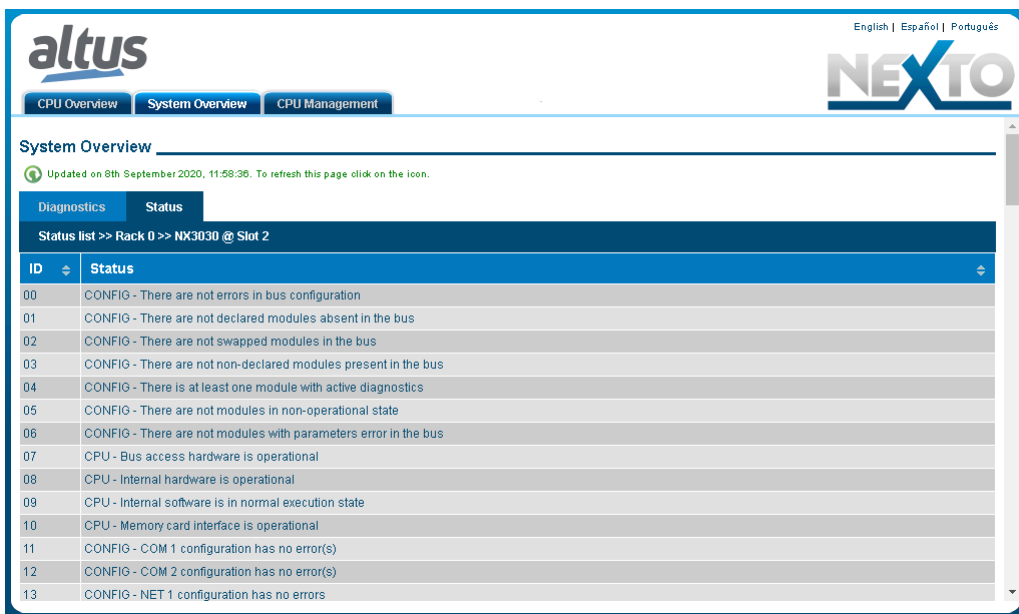 English | Español | Português
altus
NEXTO
CPU Overview System Overview CPU Management
System Overview
Updated on 8th September 2020, 11:58:36. To refresh this page click on the icon.
Diagnostics Status
Status list >> Rack 0 >> NX3030 @ Slot 2
ID Status
00 CONFIG - There are not errors in bus configuration
01 CONFIG - There are not declared modules absent in the bus
02 CONFIG - There are not swapped modules in the bus
03 CONFIG - There are not non-declared modules present in the bus
04 CONFIG - There is at least one module with active diagnostics
05 CONFIG - There are not modules in non-operational state
06 CONFIG - There are not modules with parameters error in the bus
07 CPU - Bus access hardware is operational
08 CPU - Internal hardware is operational
09 CPU - Internal software is in normal execution state
10 CPU - Memory card interface is operational
11 CONFIG - COM 1 configuration has no error(s)
12 CONFIG - COM 2 configuration has no error(s)
13 CONFIG - NET 1 configuration has no errors